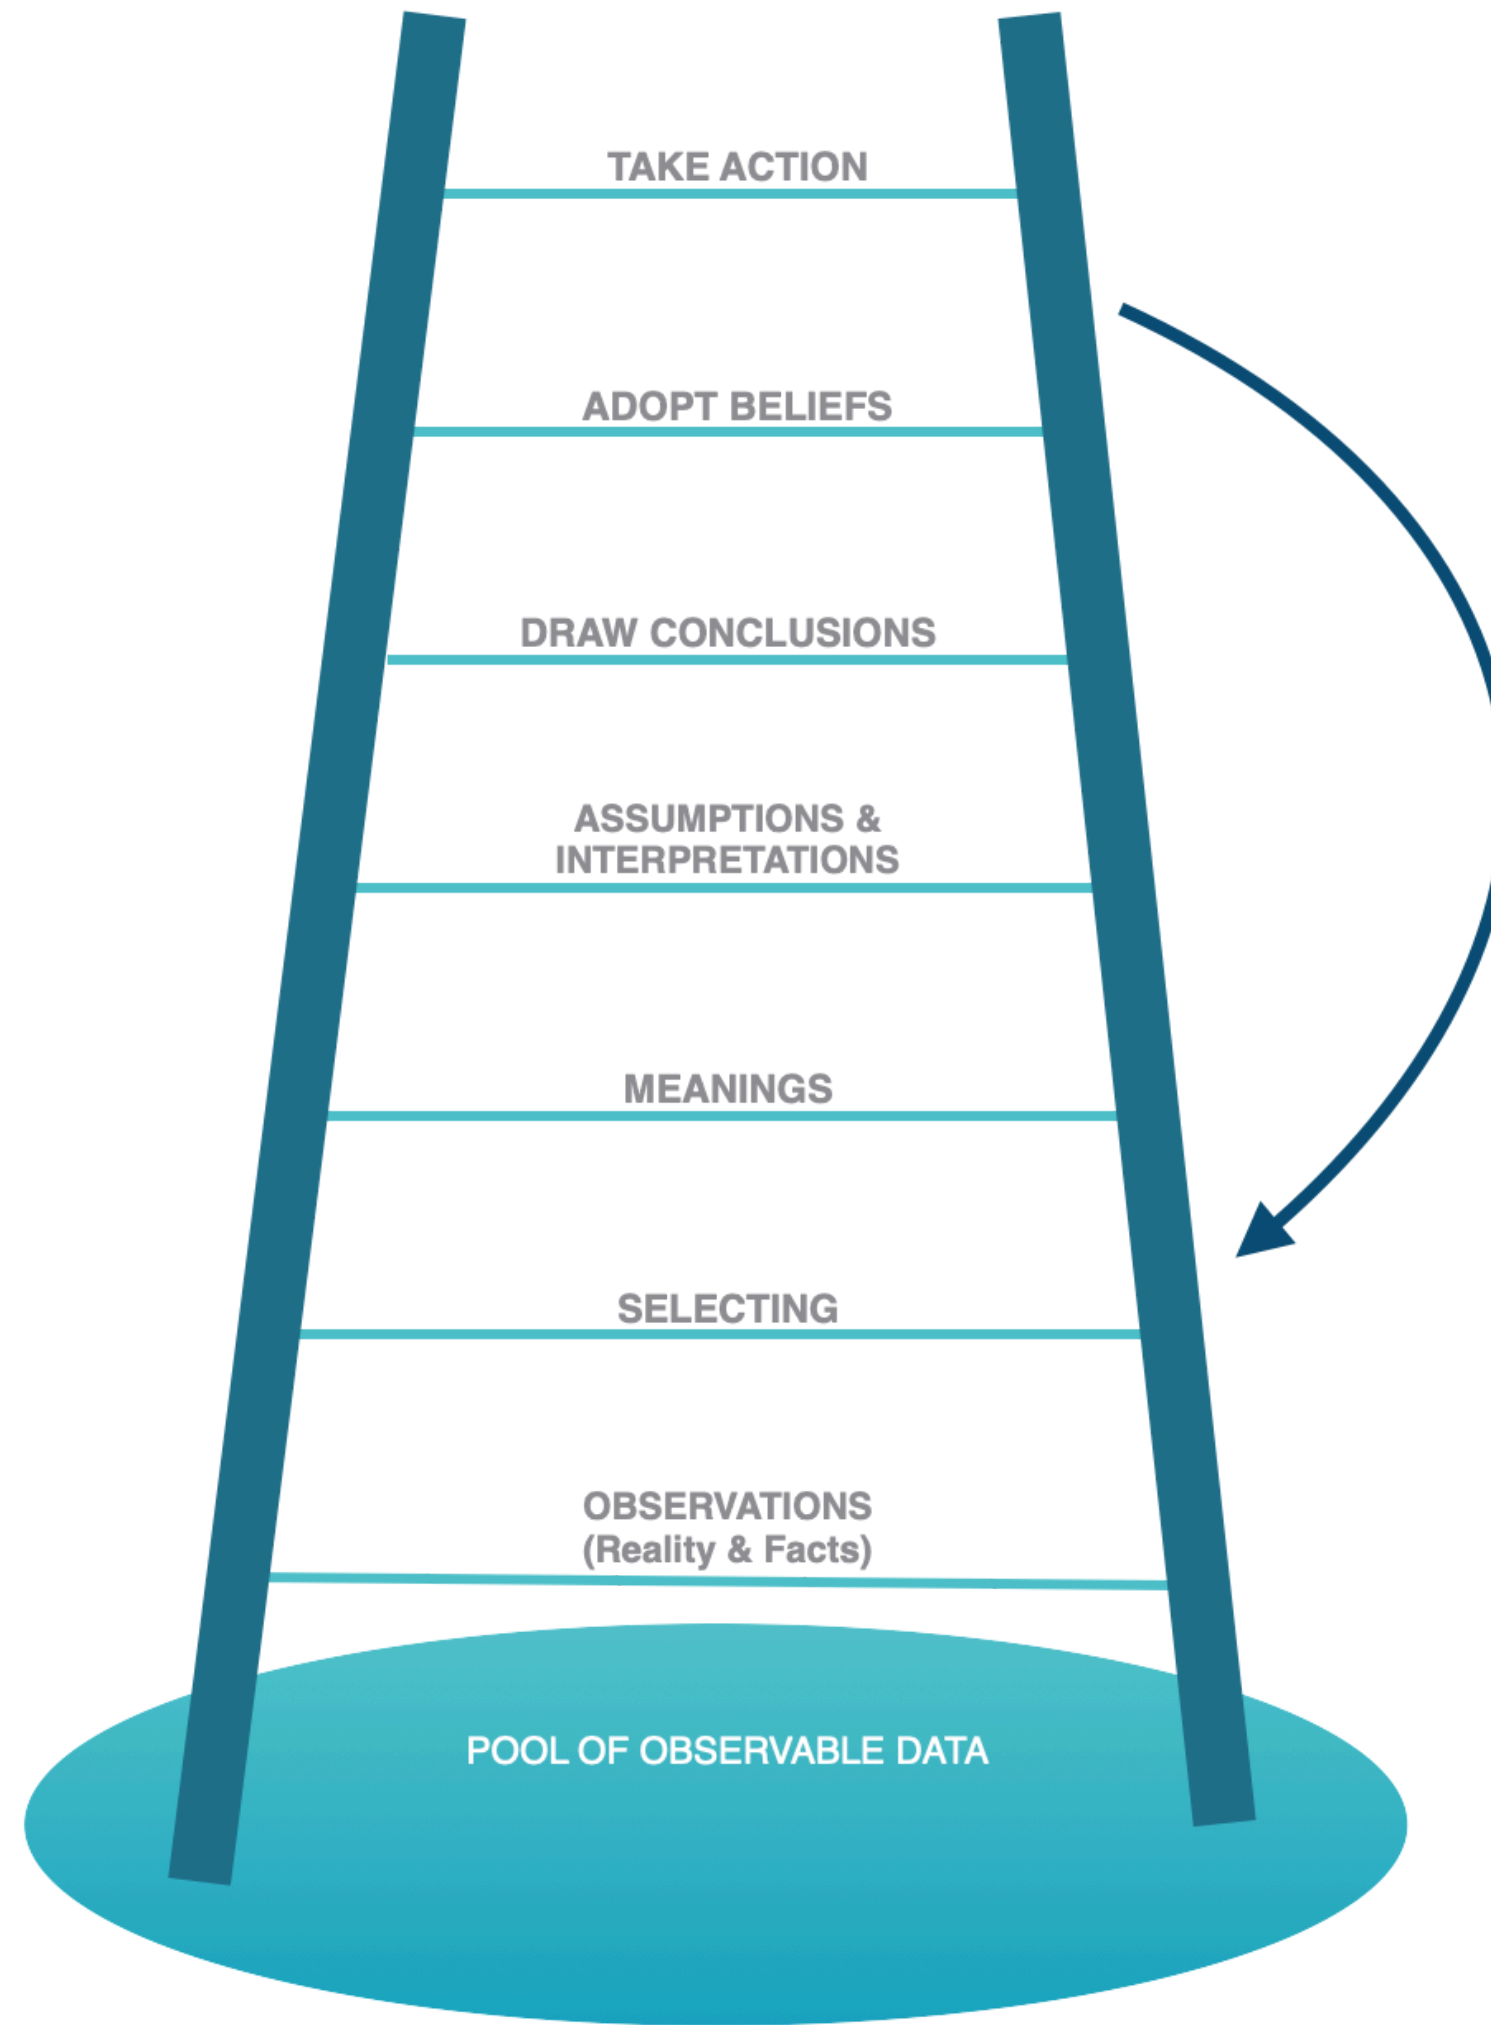 TAKE ACTION
ADOPT BELIEFS
DRAW CONCLUSIONS
ASSUMPTIONS &
INTERPRETATIONS
MEANINGS
SELECTING
OBSERVATIONS
(Reality & Facts)
POOL OF OBSERVABLE DATA